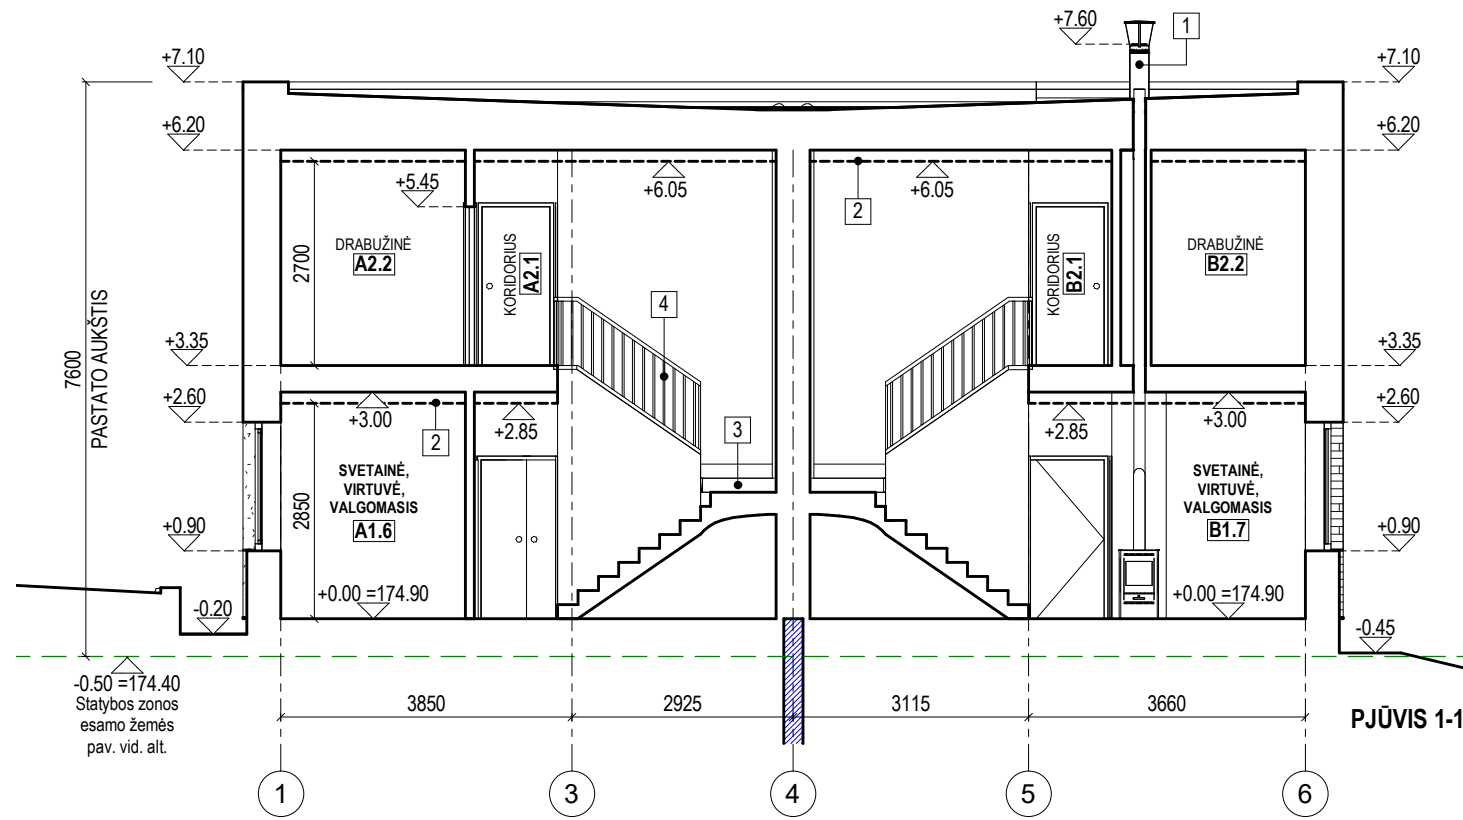 +7.60
1
+7.10
+7.10
+6.20
+6.20
+5.45
+6.05
2
+6.05
DRABUŽINĖ
A2.2
2700
KORIDORIUS
A2.1
4
KORIDORIUS
B2.1
DRABUŽINĖ
B2.2
7600
PASTATO AUKŠTIS
+3.35
+3.35
+2.60
+3.00
2
+2.85
3
+2.85
+3.00
+2.60
SVETAINĖ,
VIRTUVĖ,
VALGOMASIS
A1.6
2850
SVETAINĖ,
VIRTUVĖ,
VALGOMASIS
B1.7
+0.90
+0.90
+0.00 =174.90
+0.00 =174.90
-0.20
-0.45
-0.50 =174.40
Statybos zonos
esamo žemės
pav. vid. alt.
3850
2925
3115
3660
PJŪVIS 1-1
1
3
4
5
6